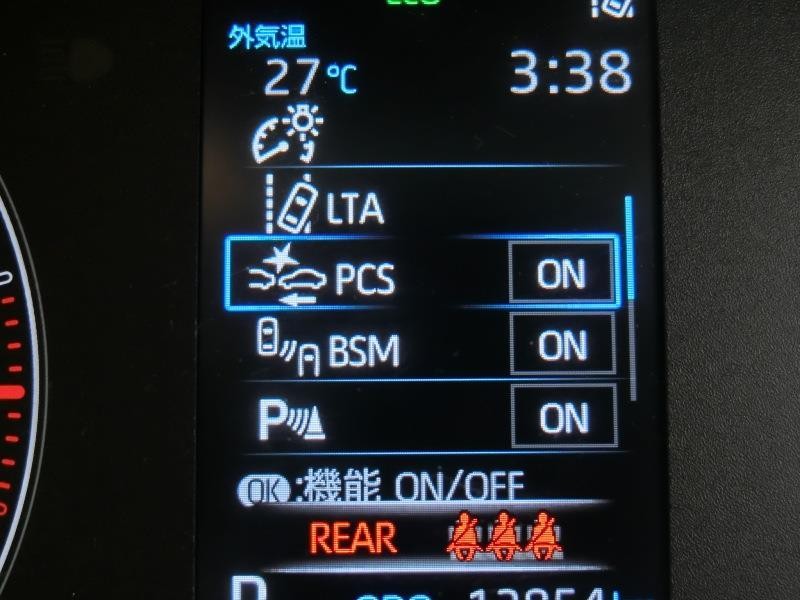 外気温
27℃ 3:38
LTA
PCS ON
BSM ON
P ON
OK:機能 ON/OFF
REAR
P